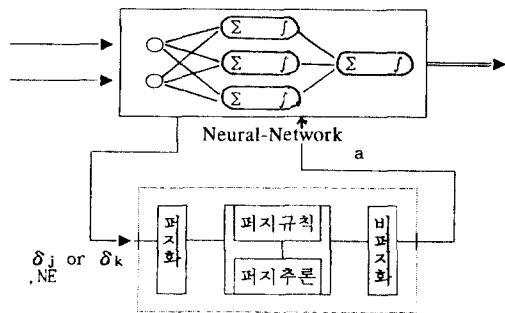 Σ ∫
Σ ∫
Σ ∫
Σ ∫
Neural-Network
a
δj or δk
,NE
퍼지화
퍼지규칙
퍼지추론
비퍼지화